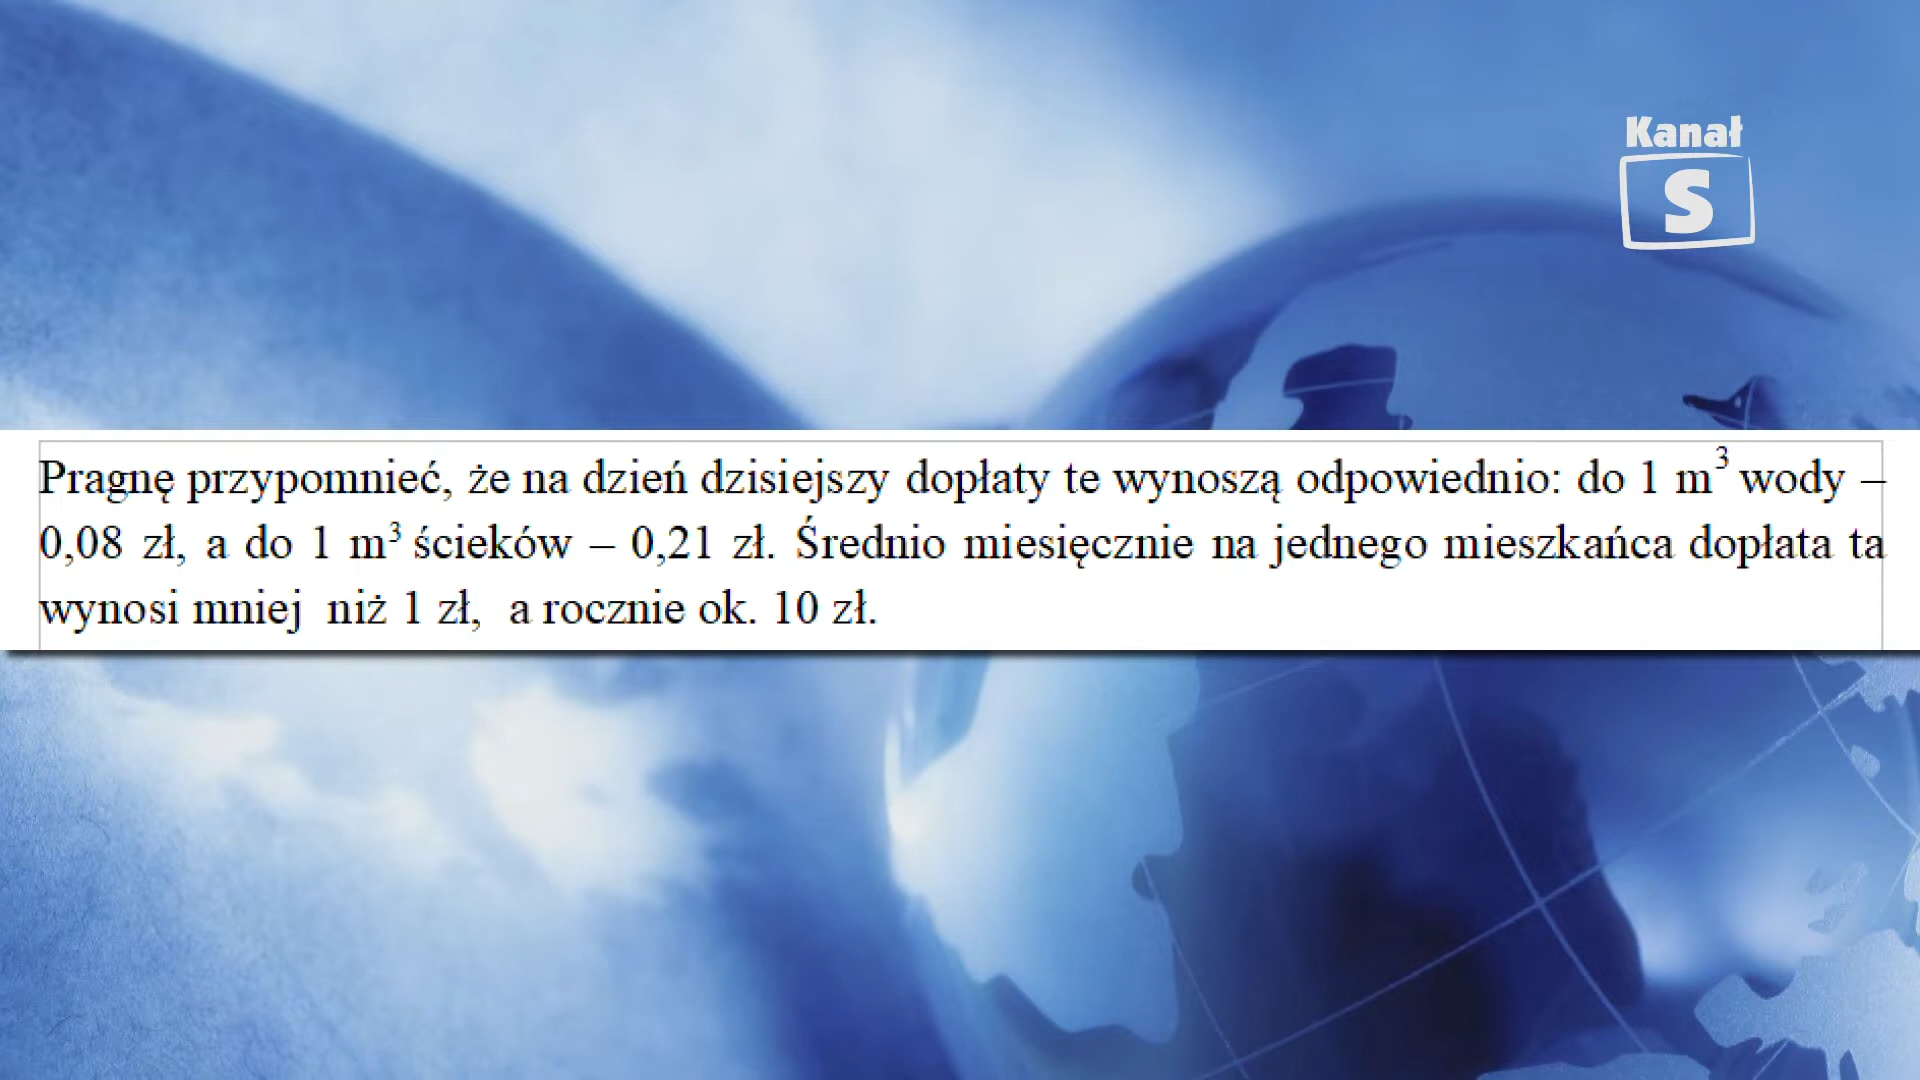 Kanał
S
Pragnę przypomnieć, że na dzień dzisiejszy dopłaty te wynoszą odpowiednio: do 1 m³ wody –
0,08 zł, a do 1 m³ ścieków – 0,21 zł. Średnio miesięcznie na jednego mieszkańca dopłata ta
wynosi mniej niż 1 zł, a rocznie ok. 10 zł.